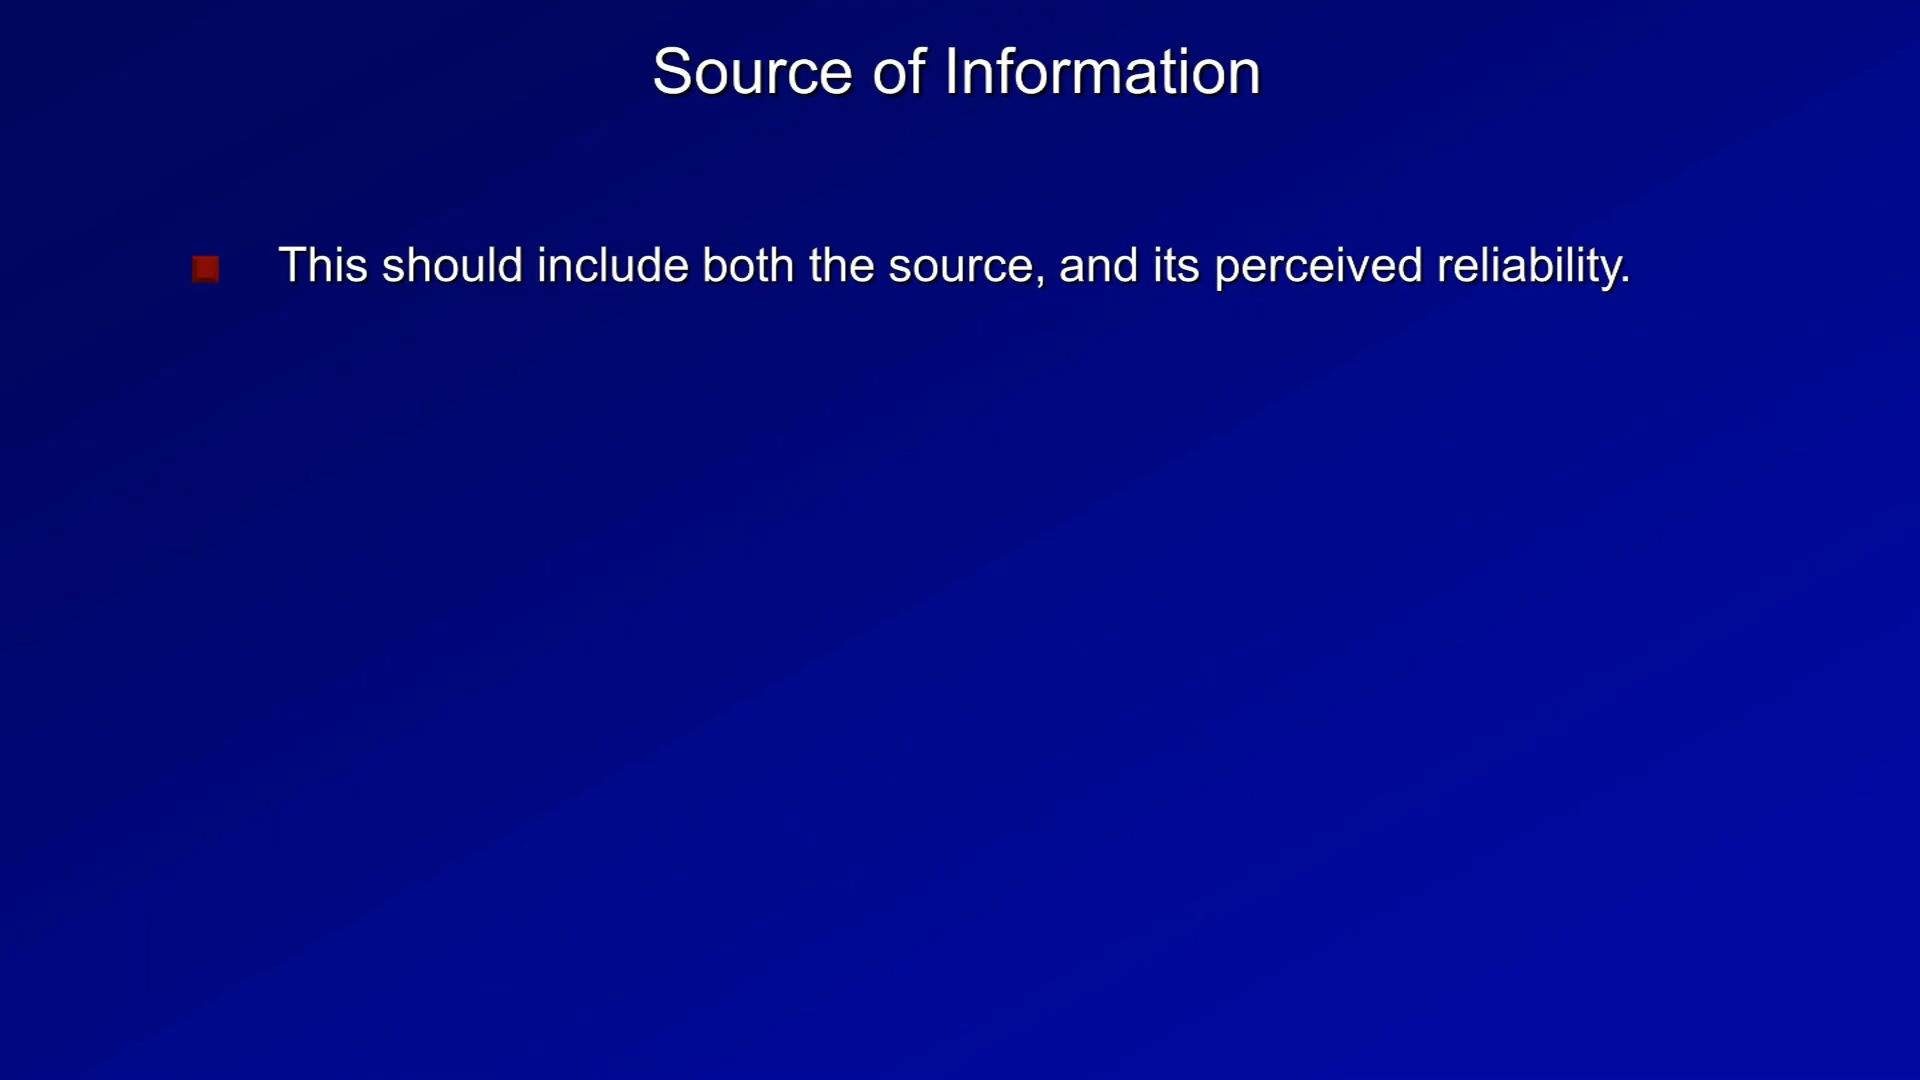 Source of Information
This should include both the source, and its perceived reliability.